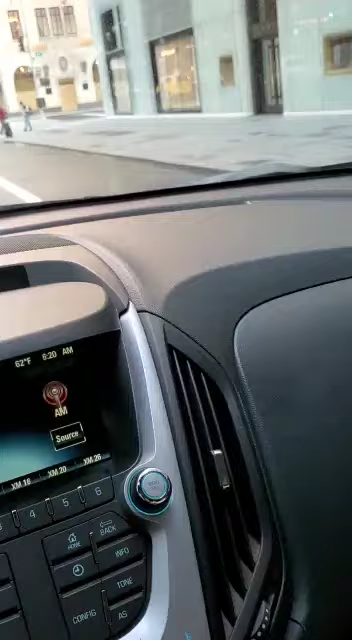 62°F 6:20 AM
AM
Source
XM 18 XM 20 XM 26
4 5 6
HOME BACK
INFO
TONE
CONFIG AS